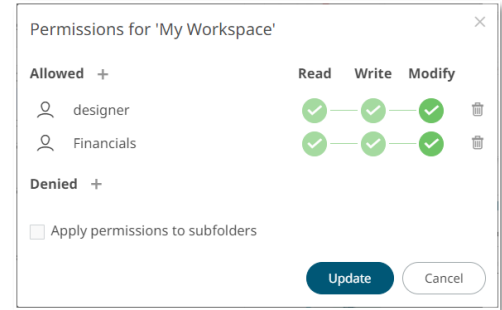 Permissions for 'My Workspace'
Allowed + Read Write Modify
designer
Financials
Denied +
Apply permissions to subfolders
Update Cancel